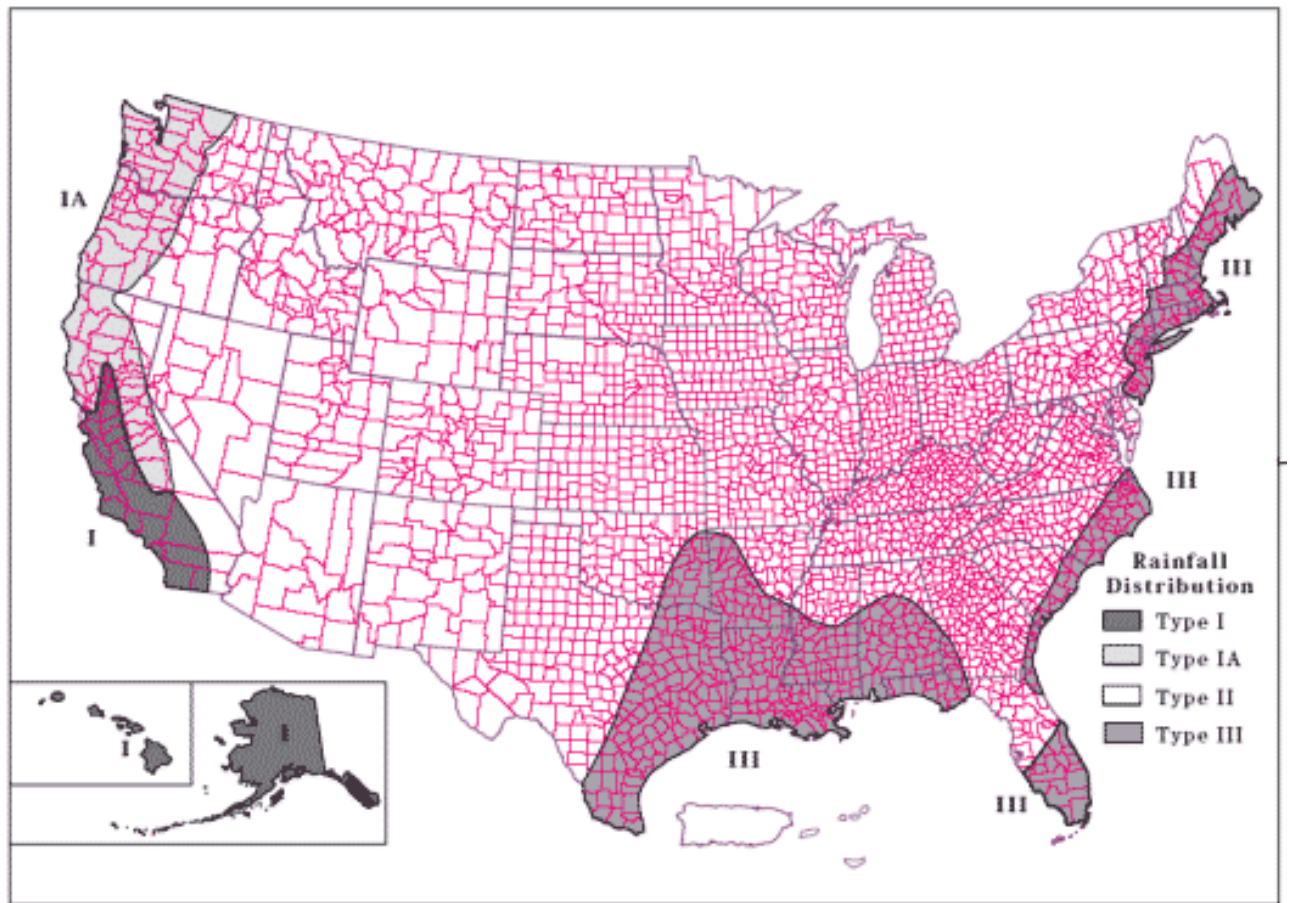 IA
III
III
I
Rainfall
Distribution
Type I
Type IA
Type II
Type III
I
I
III
III